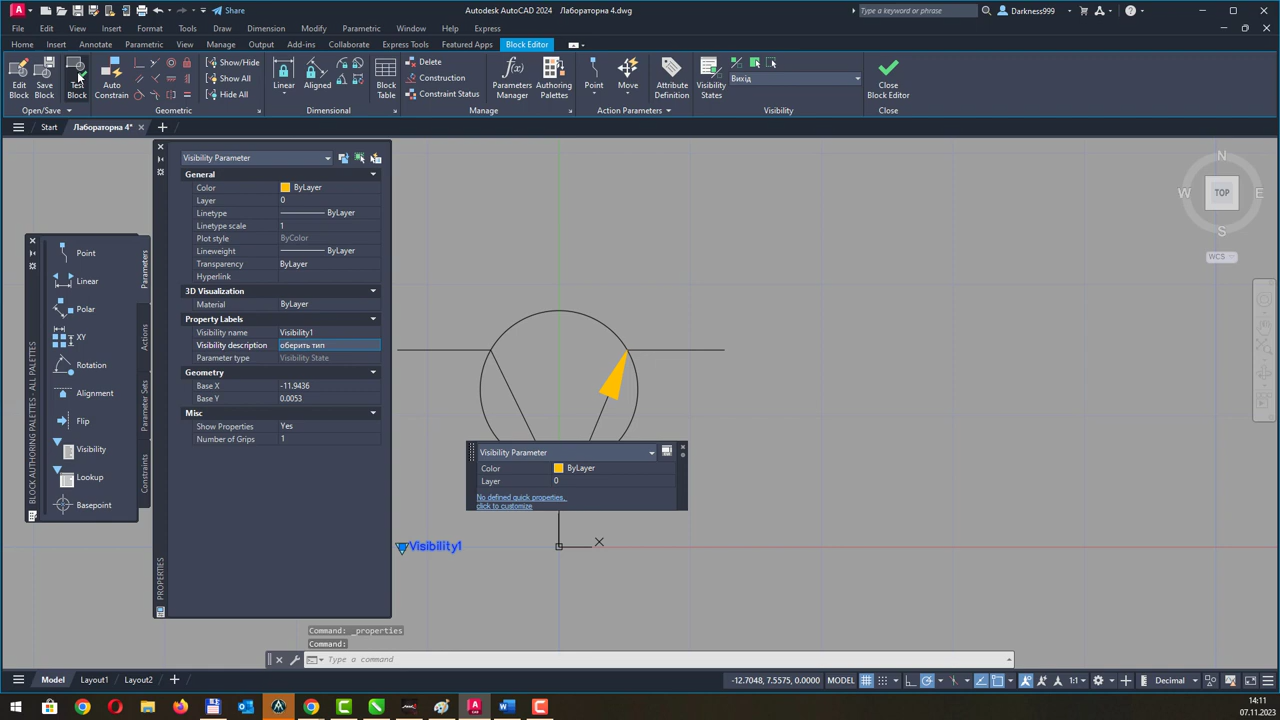 Share
Autodesk AutoCAD 2024 Лабораторна 4.dwg
Type a keyword or phrase
Darkness999
File Edit View Insert Format Tools Draw Dimension Modify Parametric Window Help Express
Home Insert Annotate Parametric View Manage Output Add-ins Collaborate Express Tools Featured Apps Block Editor
Edit Block
Save Block
Test Block
Open/Save
Auto Constrain
Show/Hide
Show All
Hide All
Geometric
Linear
Aligned
Dimensional
Block Table
Delete
Construction
Constraint Status
Parameters Manager
Authoring Palettes
Manage
Point
Move
Action Parameters
Attribute Definition
Visibility States
Вихід
Visibility
Close Block Editor
Close
Start
Лабораторна 4*
BLOCK AUTHORING PALETTES - ALL PALETTES
Point
Linear
Polar
XY
Rotation
Alignment
Flip
Visibility
Lookup
Basepoint
Parameters
Actions
Parameter Sets
Constraints
PROPERTIES
Visibility Parameter
General
Color ByLayer
Layer 0
Linetype ByLayer
Linetype scale 1
Plot style ByColor
Lineweight ByLayer
Transparency ByLayer
Hyperlink
3D Visualization
Material ByLayer
Property Labels
Visibility name Visibility1
Visibility description оберить тип
Parameter type Visibility State
Geometry
Base X -11.9436
Base Y 0.0053
Misc
Show Properties Yes
Number of Grips 1
Visibility Parameter
Color ByLayer
Layer 0
No defined quick properties,
click to customize
Visibility1
X
N
W TOP E
S
WCS
Command: _properties
Command:
Type a command
Model Layout1 Layout2
-12.7048, 7.5575, 0.0000 MODEL 1:1 Decimal
14:11
07.11.2023